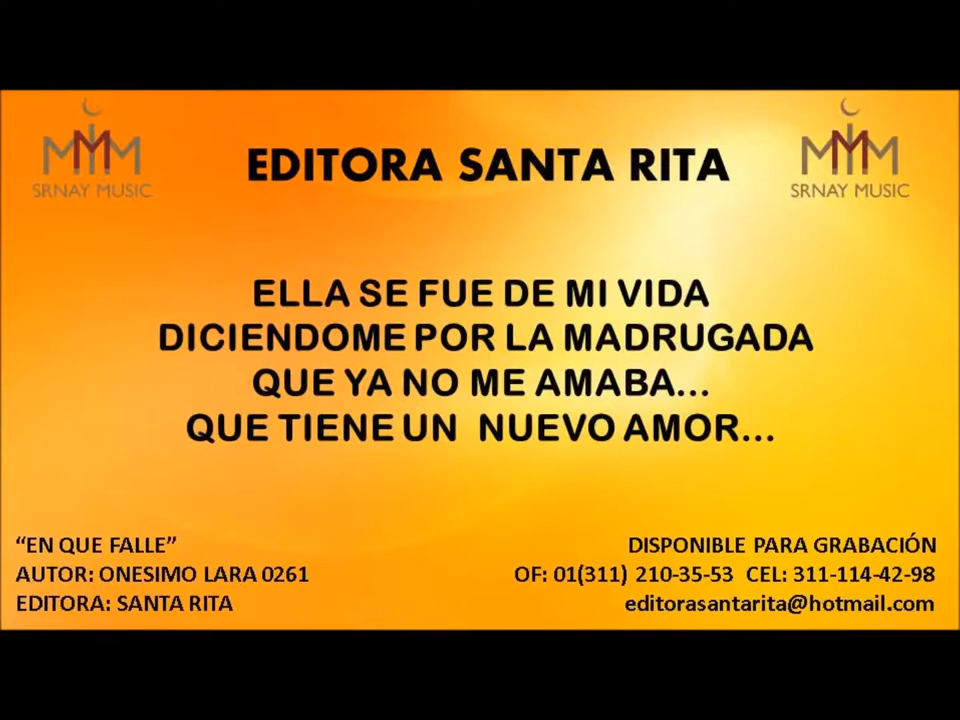 SRNAY MUSIC
EDITORA SANTA RITA
SRNAY MUSIC
ELLA SE FUE DE MI VIDA
DICIENDOME POR LA MADRUGADA
QUE YA NO ME AMABA...
QUE TIENE UN NUEVO AMOR...
“EN QUE FALLE”
AUTOR: ONESIMO LARA 0261
EDITORA: SANTA RITA
DISPONIBLE PARA GRABACIÓN
OF: 01(311) 210-35-53 CEL: 311-114-42-98
editorasantarita@hotmail.com